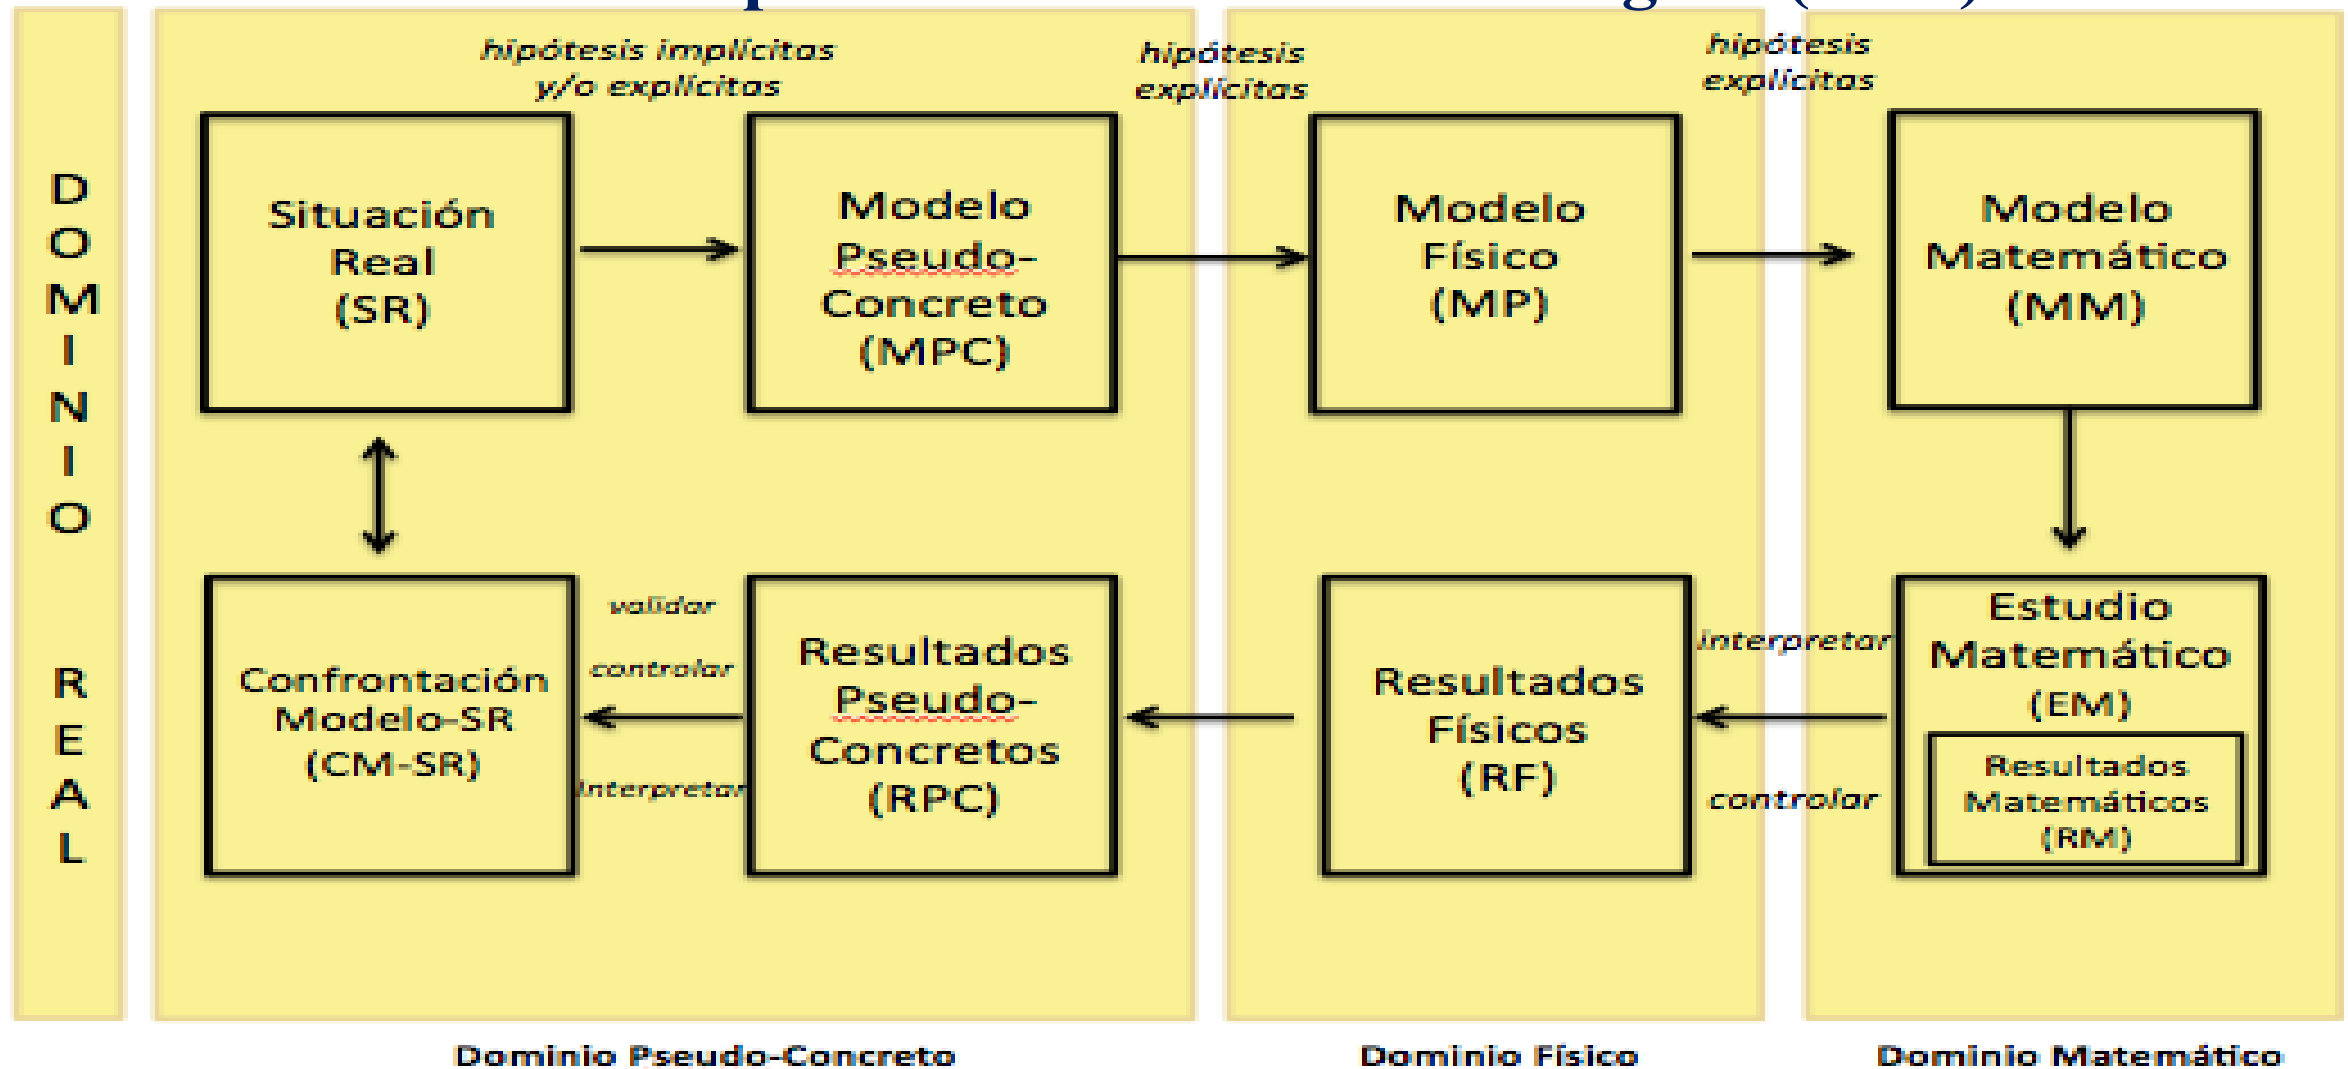 hipótesis implícitas
y/o explícitas
hipótesis
explícitas
hipótesis
explícitas
DOMINIO
REAL
Situación
Real
(SR)
Modelo
Pseudo-
Concreto
(MPC)
Modelo
Físico
(MP)
Modelo
Matemático
(MM)
Confrontación
Modelo-SR
(CM-SR)
validar
controlar
Interpretar
Resultados
Pseudo-
Concretos
(RPC)
Resultados
Físicos
(RF)
interpretar
controlar
Estudio
Matemático
(EM)
Resultados
Matemáticos
(RM)
Dominio Pseudo-Concreto
Dominio Físico
Dominio Matemático